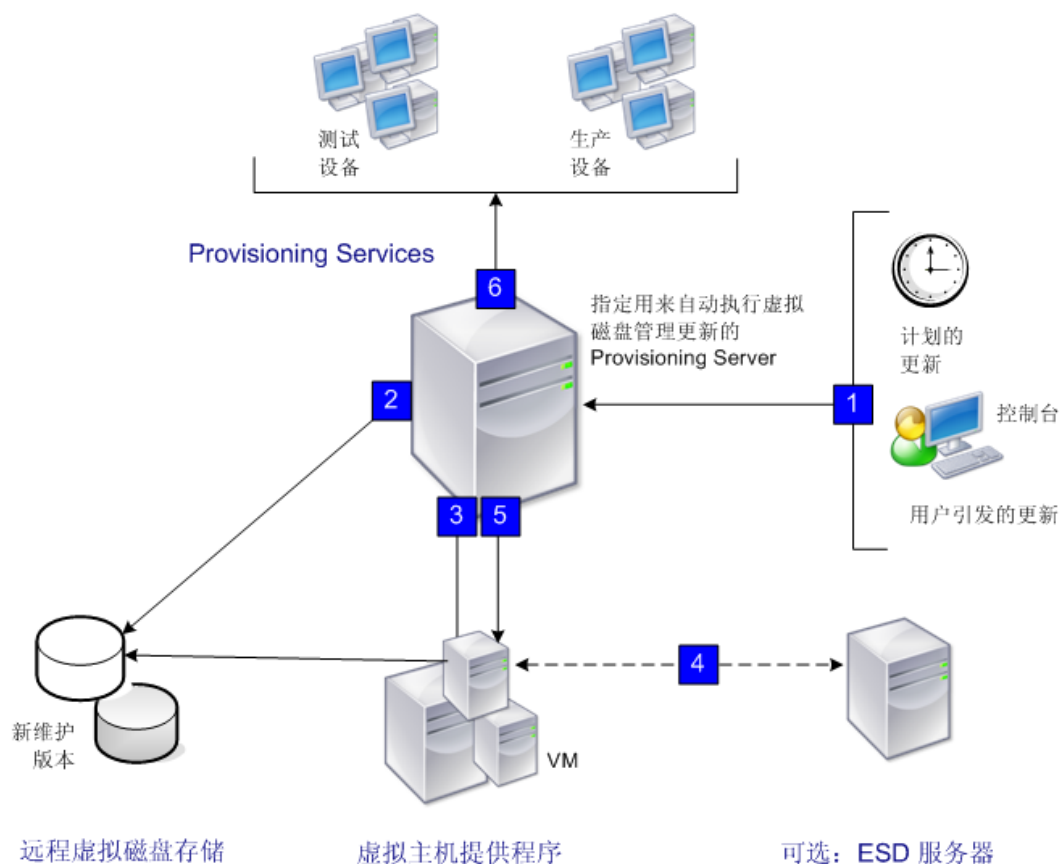 测试
设备
生产
设备
Provisioning Services
6
指定用来自动执行虚拟
磁盘管理更新的
Provisioning Server
计划的
更新
2
1
控制台
用户引发的更新
3
5
4
新维护
版本
VM
远程虚拟磁盘存储
虚拟主机提供程序
可选：ESD 服务器